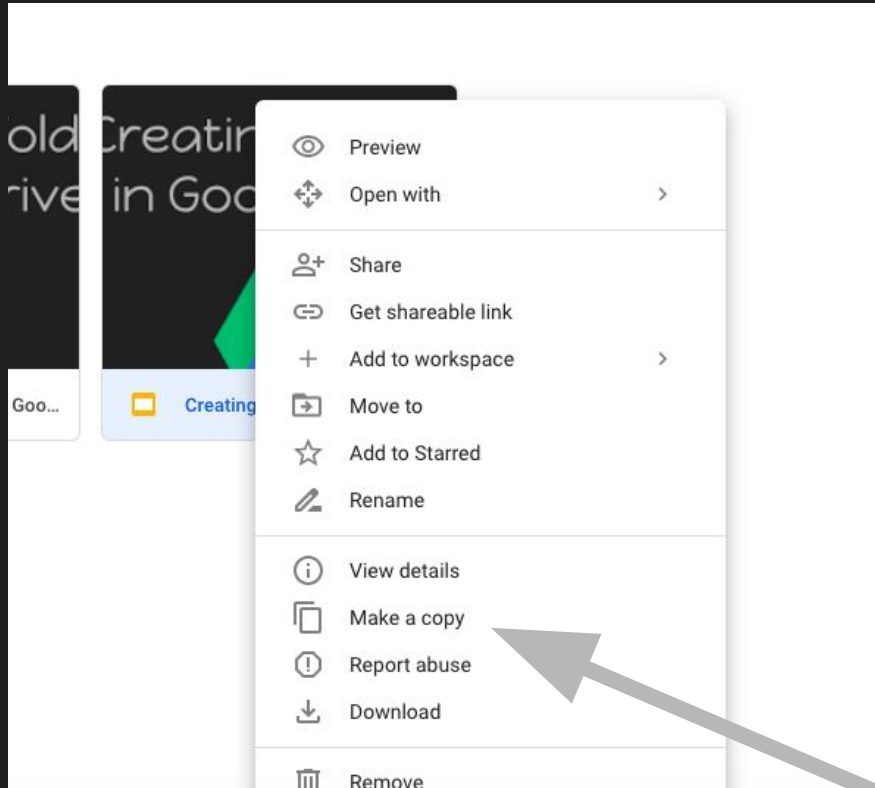 old
rive
Goo...
Creatin
in Goo
Creating
Preview
Open with
Share
Get shareable link
Add to workspace
Move to
Add to Starred
Rename
View details
Make a copy
Report abuse
Download
Remove